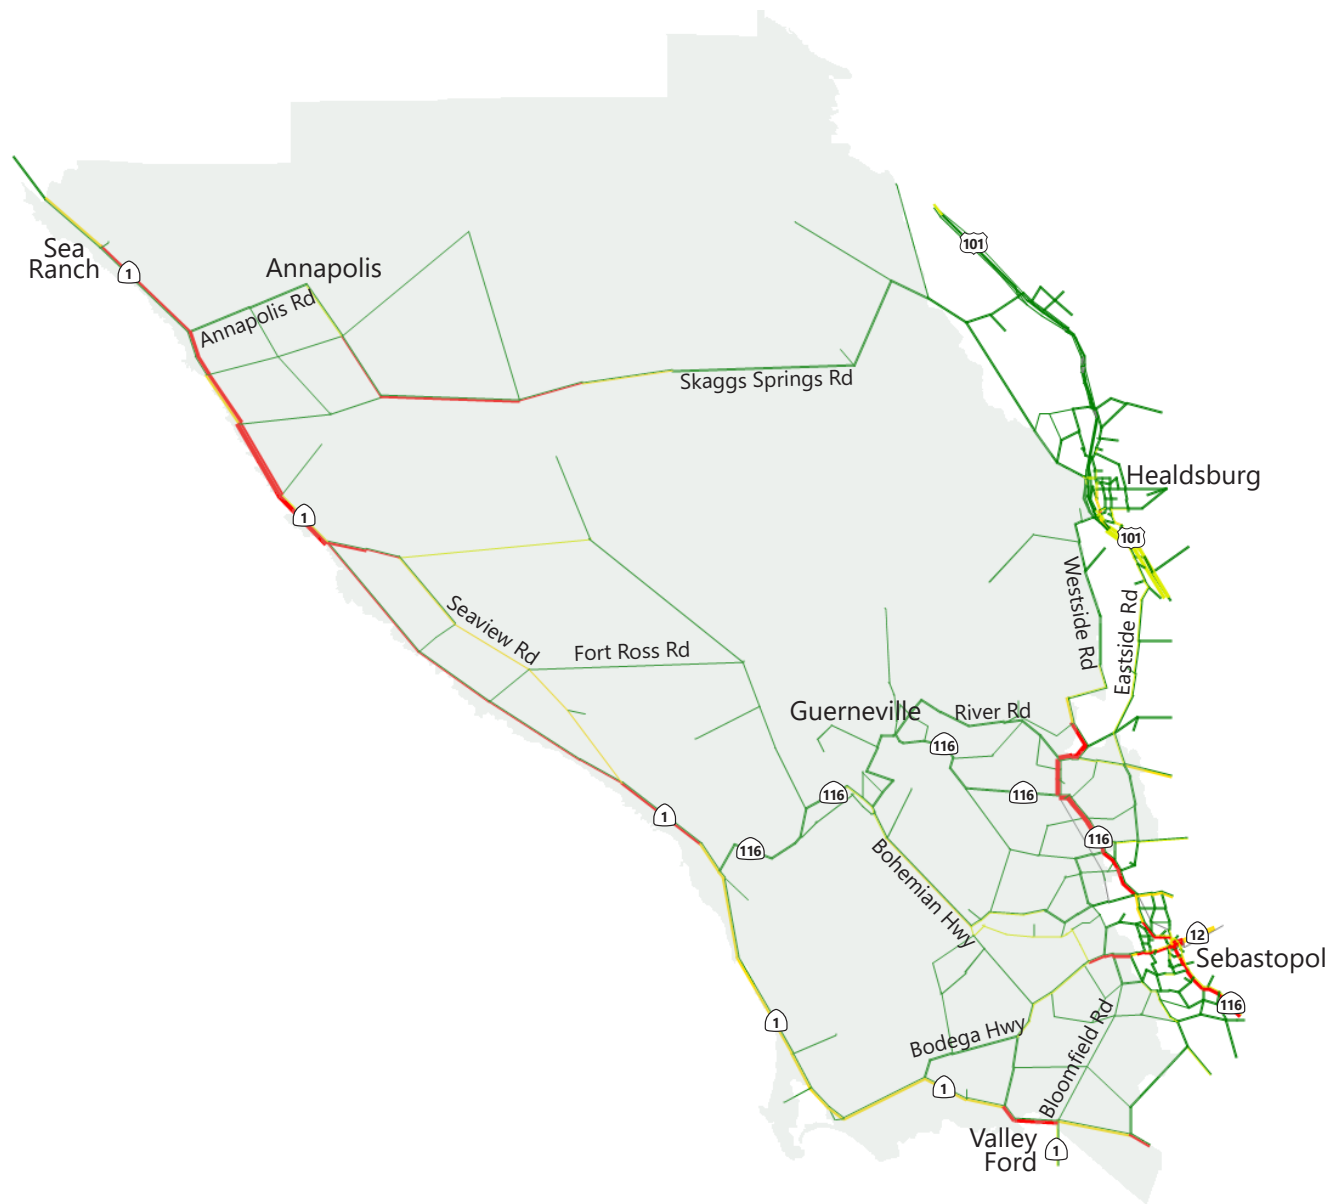 101
Sea
Ranch
1
Annapolis
Annapolis Rd
Skaggs Springs Rd
Healdsburg
1
101
Westside Rd
Eastside Rd
Seaview Rd
Fort Ross Rd
Guerneville
River Rd
116
116
116
1
116
116
Bohemian Hwy
12
Sebastopol
116
1
Bodega Hwy
Bloomfield Rd
1
Valley
Ford
1